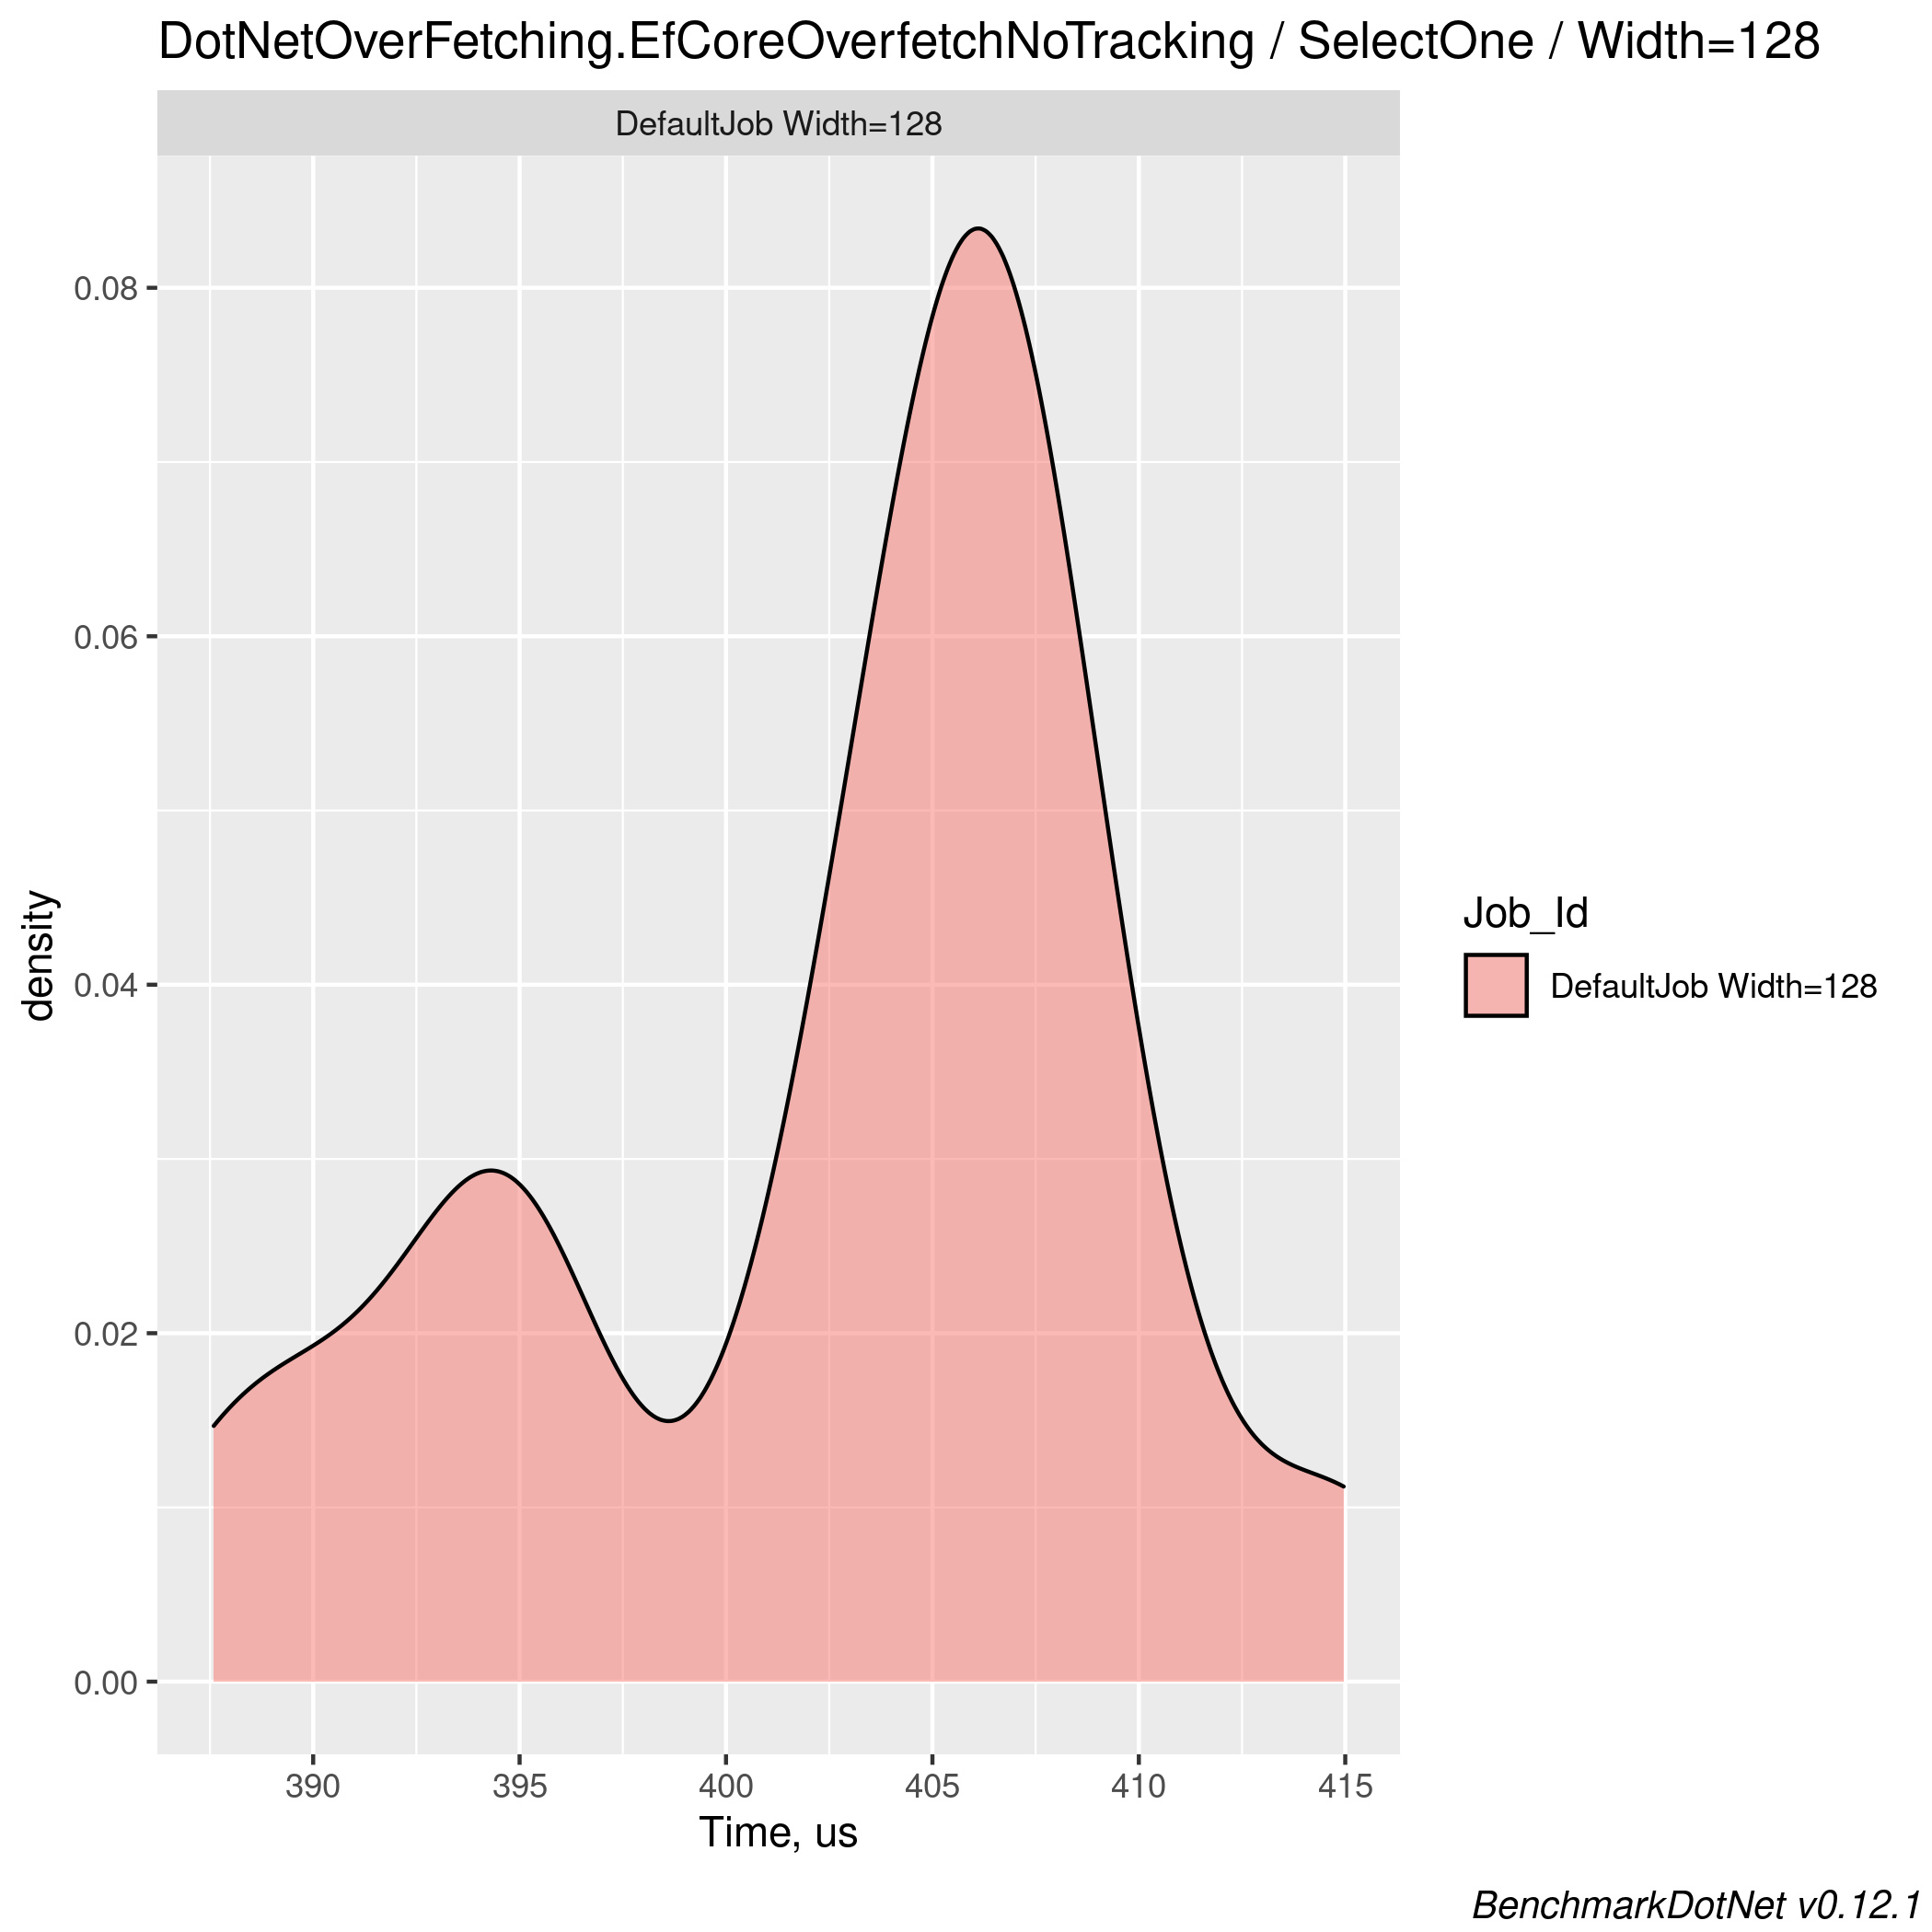 DotNetOverFetching.EfCoreOverfetchNoTracking / SelectOne / Width=128
DefaultJob Width=128
0.08
0.06
0.04
0.02
0.00
density
390
395
400
405
410
415
Time, us
Job_Id
DefaultJob Width=128
BenchmarkDotNet v0.12.1